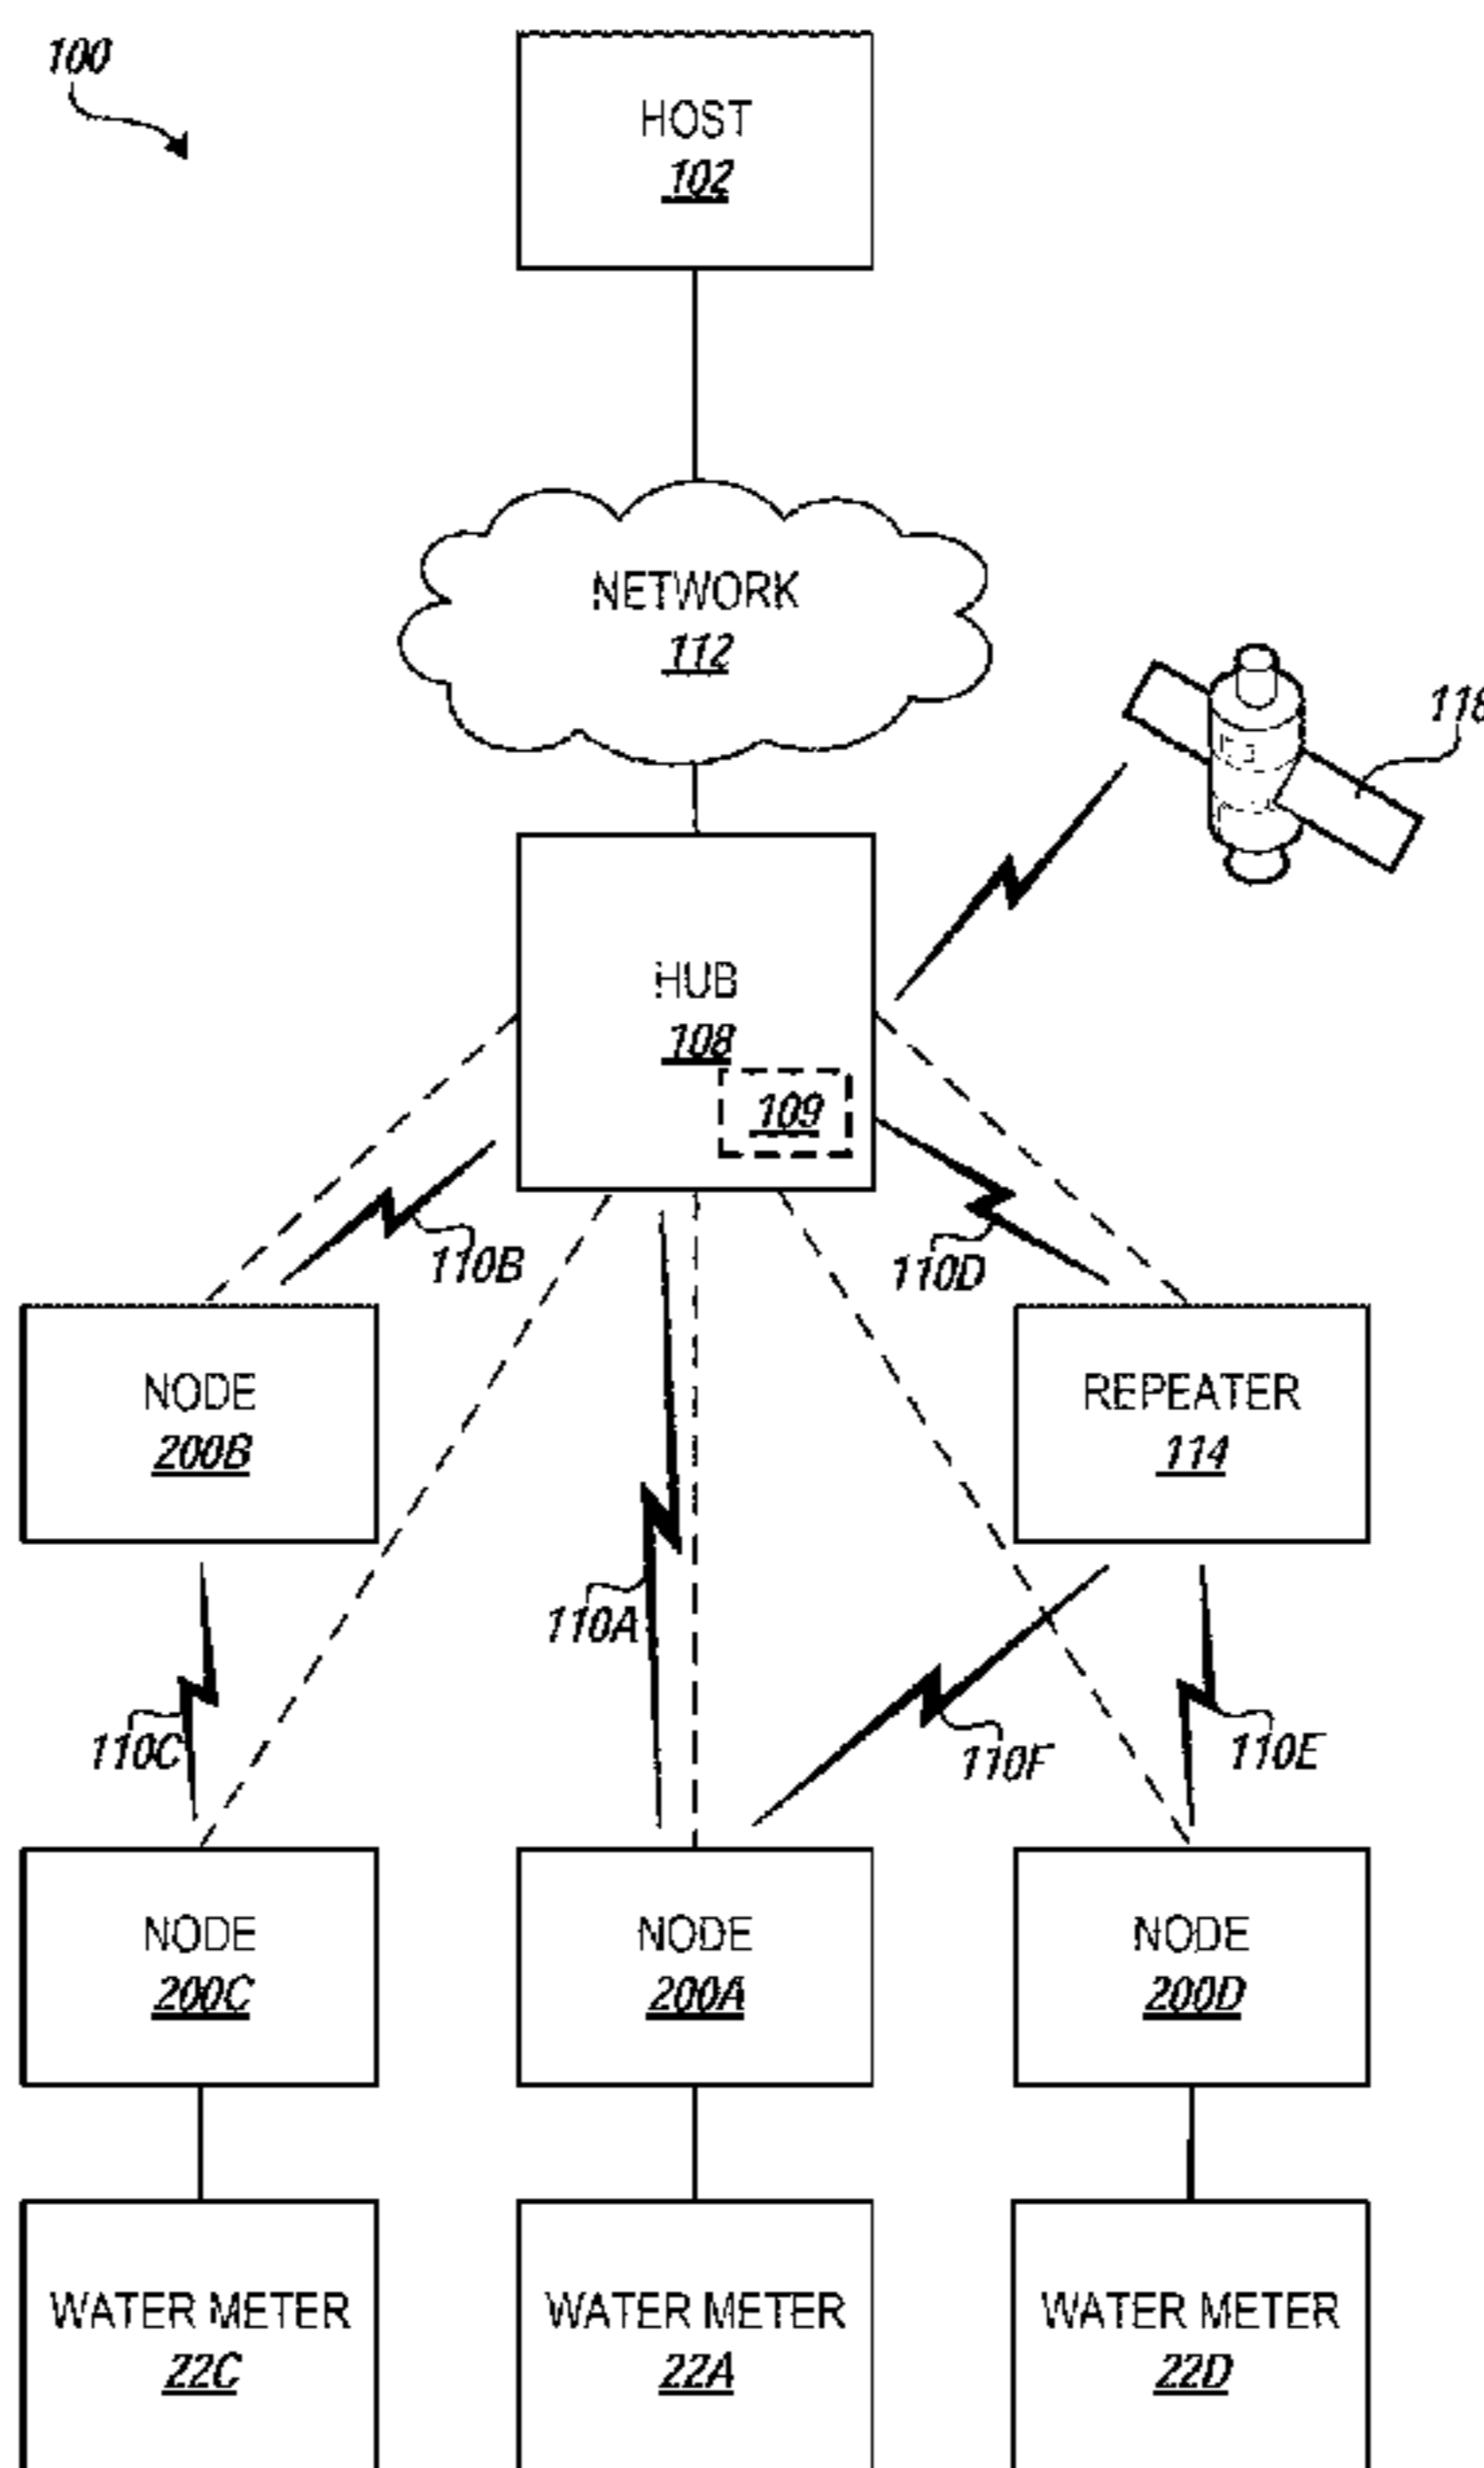 100
HOST
102
NETWORK
112
118
HUB
108
109
110B
110D
NODE
200B
REPEATER
114
110A
110C
110F
110E
NODE
200C
NODE
200A
NODE
200D
WATER METER
22C
WATER METER
22A
WATER METER
22D